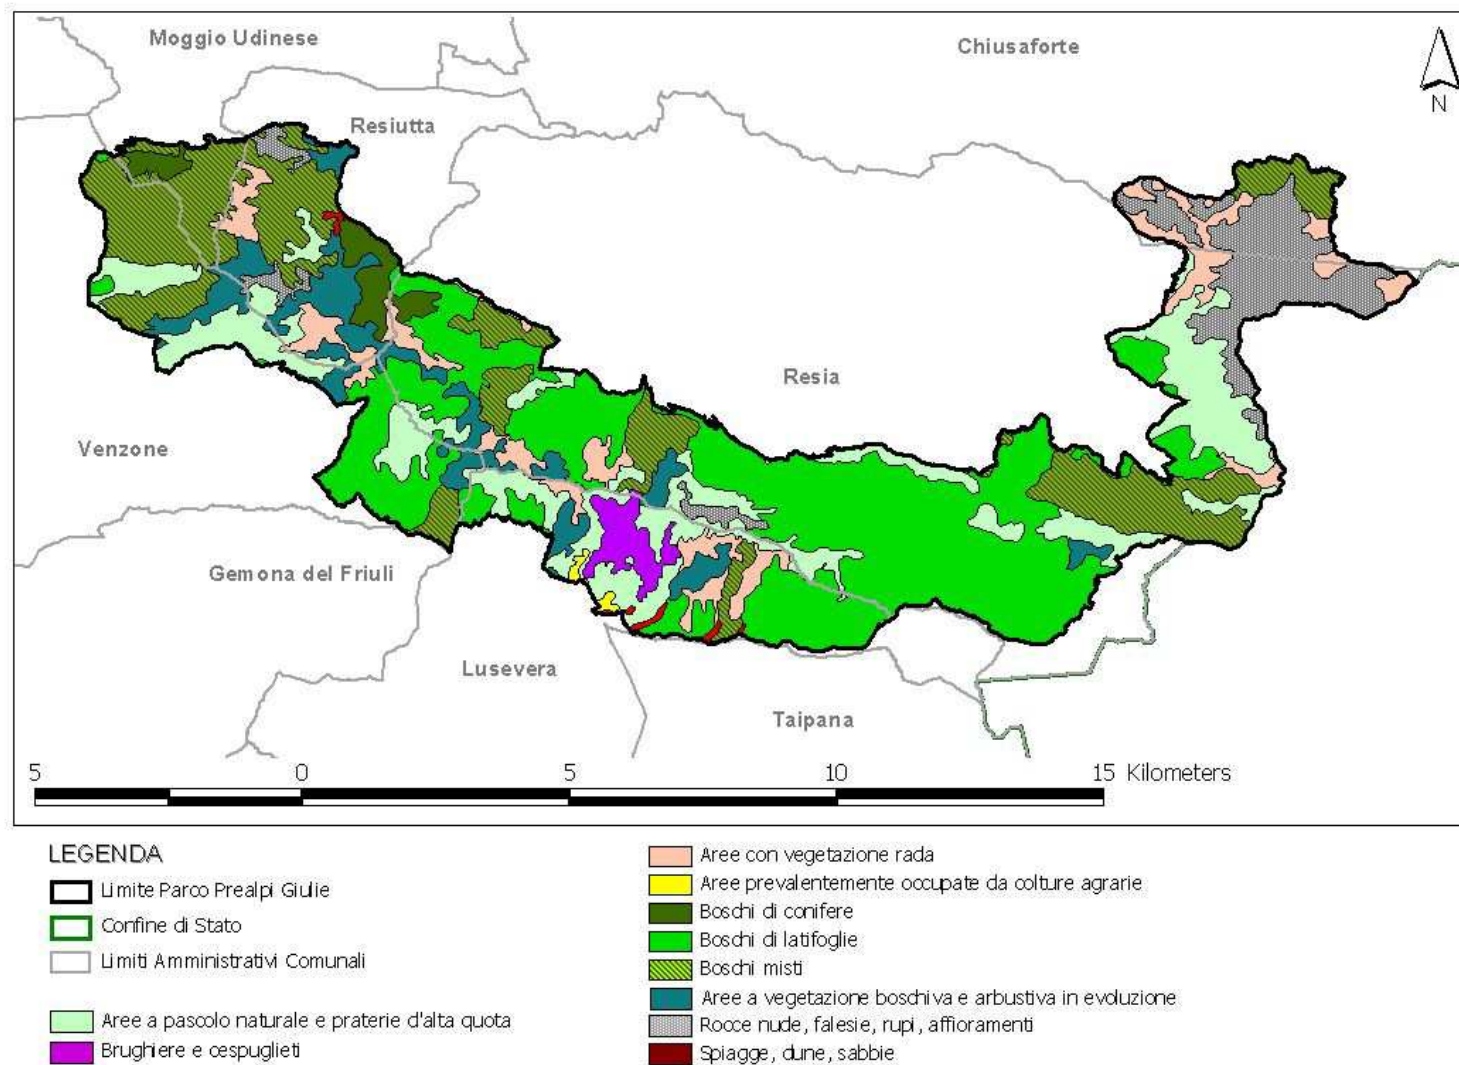 Moggio Udinese
Chiusaforte
N
Resiutta
Resia
Venzone
Gemona del Friuli
Lusevera
Taipana
5 0 5 10 15 Kilometers
LEGENDA
Limite Parco Prealpi Giulie
Confine di Stato
Limiti Amministrativi Comunali
Aree a pascolo naturale e praterie d'alta quota
Brughiere e cespuglieti
Aree con vegetazione rada
Aree prevalentemente occupate da colture agrarie
Boschi di conifere
Boschi di latifoglie
Boschi misti
Aree a vegetazione boschiva e arbustiva in evoluzione
Rocce nude, falesie, rupi, affioramenti
Spiagge, dune, sabbie